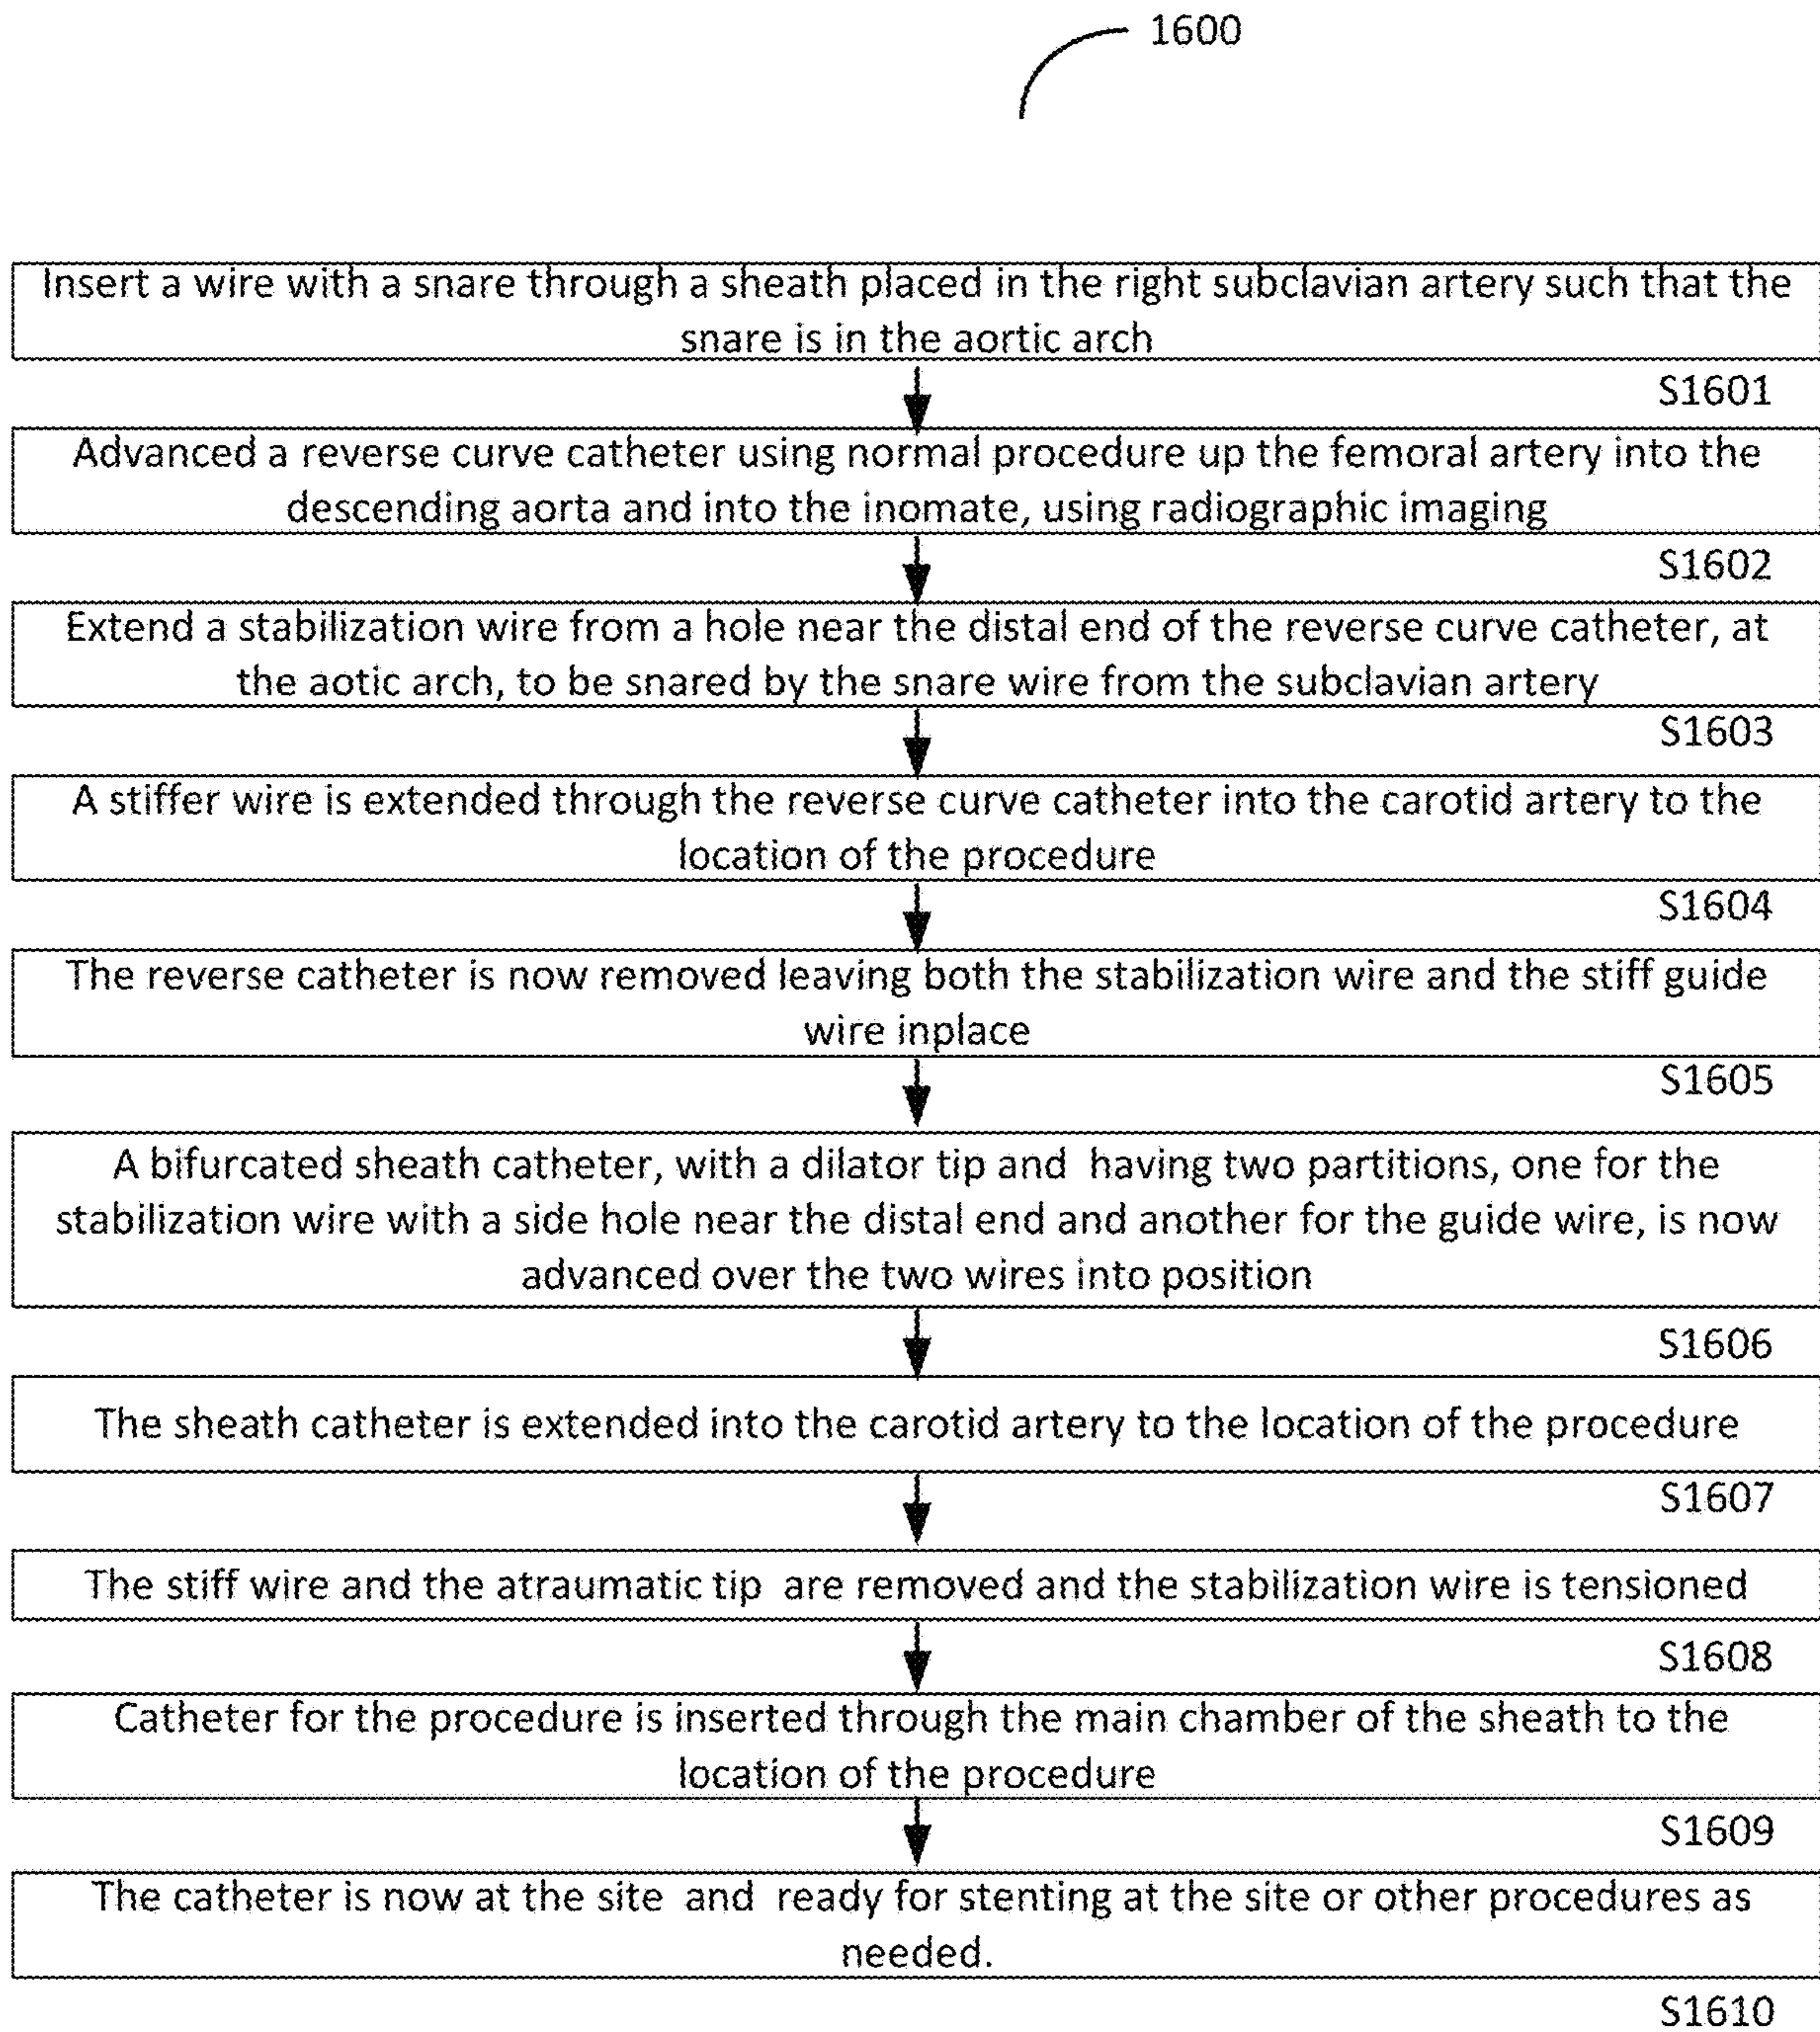 1600
Insert a wire with a snare through a sheath placed in the right subclavian artery such that the
snare is in the aortic arch
S1601
Advanced a reverse curve catheter using normal procedure up the femoral artery into the
descending aorta and into the inomate, using radiographic imaging
S1602
Extend a stabilization wire from a hole near the distal end of the reverse curve catheter, at
the aotic arch, to be snared by the snare wire from the subclavian artery
S1603
A stiffer wire is extended through the reverse curve catheter into the carotid artery to the
location of the procedure
S1604
The reverse catheter is now removed leaving both the stabilization wire and the stiff guide
wire inplace
S1605
A bifurcated sheath catheter, with a dilator tip and having two partitions, one for the
stabilization wire with a side hole near the distal end and another for the guide wire, is now
advanced over the two wires into position
S1606
The sheath catheter is extended into the carotid artery to the location of the procedure
S1607
The stiff wire and the atraumatic tip are removed and the stabilization wire is tensioned
S1608
Catheter for the procedure is inserted through the main chamber of the sheath to the
location of the procedure
S1609
The catheter is now at the site and ready for stenting at the site or other procedures as
needed.
S1610